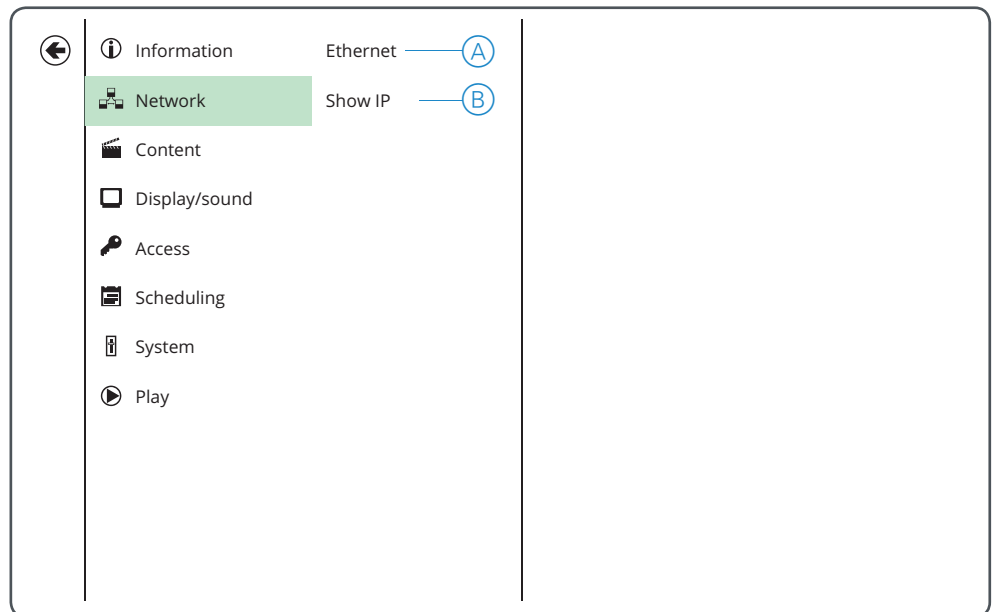 Information
Ethernet
A
Network
Show IP
B
Content
Display/sound
Access
Scheduling
System
Play